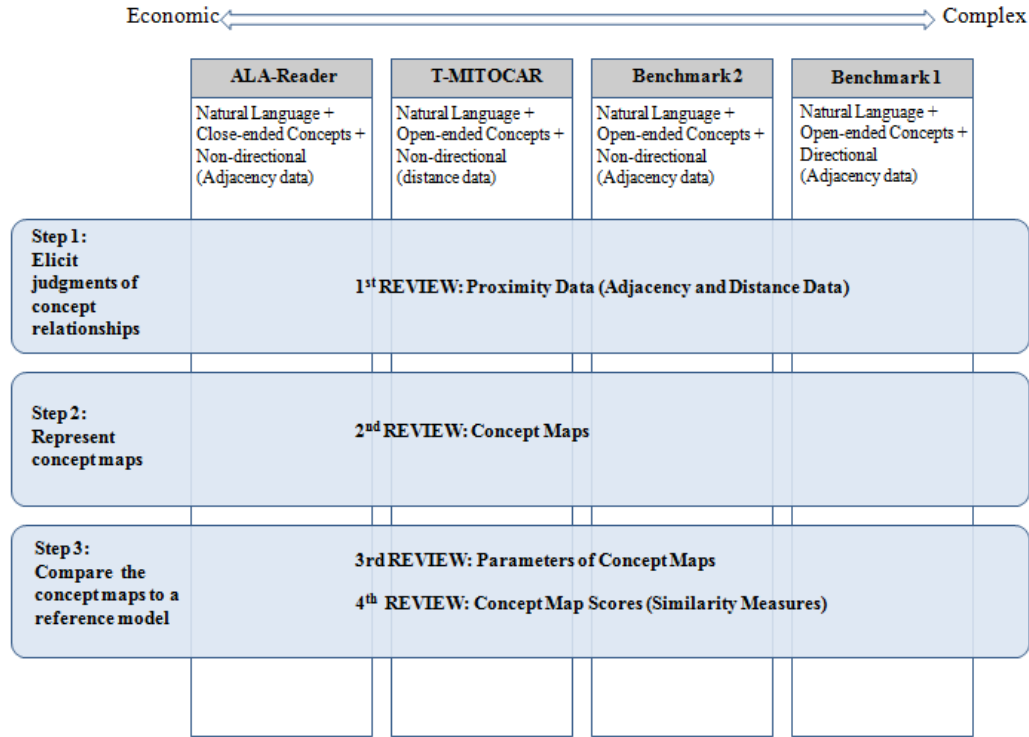 Economic
Complex
ALA-Reader
Natural Language +
Close-ended Concepts +
Non-directional
(Adjacency data)
T-MITOCAR
Natural Language +
Open-ended Concepts +
Non-directional
(distance data)
Benchmark 2
Natural Language +
Open-ended Concepts +
Non-directional
(Adjacency data)
Benchmark 1
Natural Language +
Open-ended Concepts +
Directional
(Adjacency data)
Step 1:
Elicit
judgments of
concept
relationships
1st REVIEW: Proximity Data (Adjacency and Distance Data)
Step 2:
Represent
concept maps
2nd REVIEW: Concept Maps
Step 3:
Compare the
concept maps to a
reference model
3rd REVIEW: Parameters of Concept Maps
4th REVIEW: Concept Map Scores (Similarity Measures)